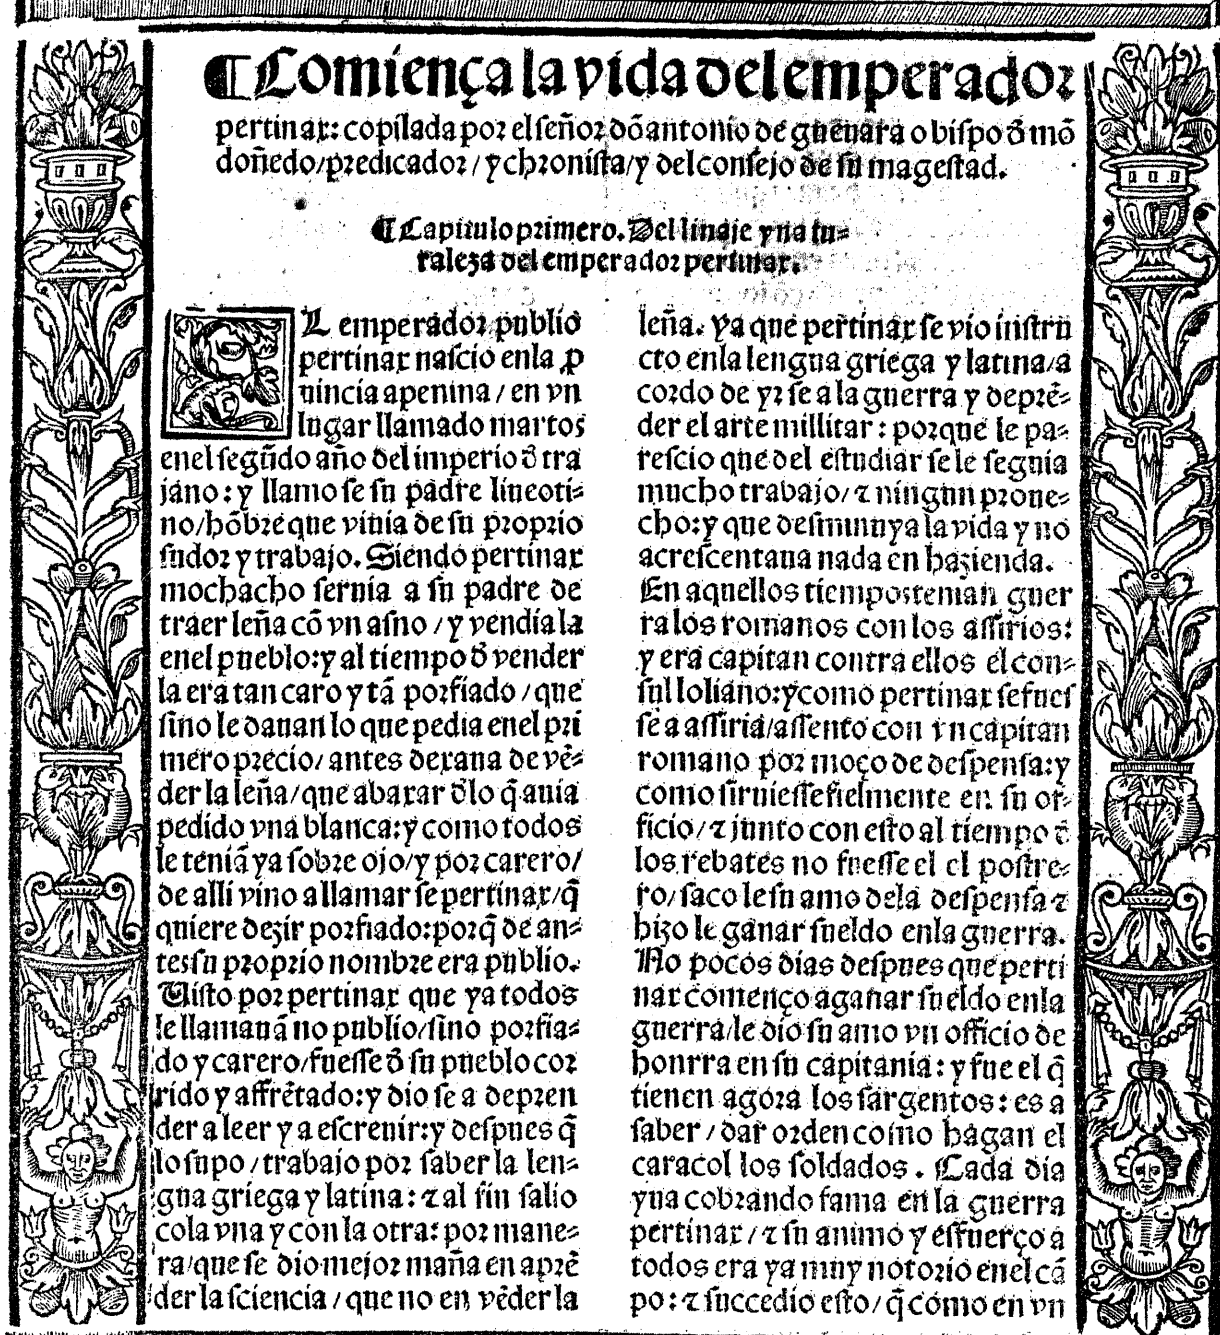 ¶Comiença la vida del emperador
pertinax: copilada por el señor dõ antonio de gueuara obispo d̃ mõ
doñedo/predicador/ y chronista/y del consejo de su magestad.
¶Capitulo primero. Del linaje y natu-
raleza del emperador pertinax.
EL emperador publio
pertinax nascio enla ꝓ
uincia apenina/en vn
lugar llamado martos
enel segũdo año del imperio d̃ tra
jano: y llamo se su padre lineoti-
no/hõbre que viuia de su proprio
sudor y trabajo. Siendo pertinax
mochacho seruia a su padre de
traer leña cõ vn asno/y vendia la
enel pueblo: y al tiempo d̃ vender
la era tan caro y tã porfiado/que
sino le dauan lo que pedia enel pri
mero precio/antes dexaua de vẽ-
der la leña/que abaxar d̃lo q̃ auia
pedido vna blanca: y como todos
le teniã ya sobre ojo/y por carero/
de alli vino a llamar se pertinax/q̃
quiere dezir porfiado: porq̃ de an-
tes su proprio nombre era publio.
Uisto por pertinax que ya todos
le llamauã no publio/sino porfia-
do y carero/fuesse d̃ su pueblo cor
rido y affrẽtado: y dio se a depren
der a leer y a escreuir: y despues q̃
lo supo/trabajo por saber la len-
gua griega y latina: ⁊ al fin salio
cola vna y con la otra: por mane-
ra/que se dio mejor maña en aprẽ
der la sciencia/que no en vẽder la
leña. Ya que pertinax se vio instru
cto enla lengua griega y latina/a
cordo de yr se a la guerra y deprẽ-
der el arte millitar: porque le pa-
rescio que del estudiar se le seguia
mucho trabajo/⁊ ningun proue-
cho: y que desminuya la vida y no
acrescentaua nada en hazienda.
En aquellos tiempos tenian guer
ra los romanos con los assirios:
y era capitan contra ellos el con-
sul loliano: y como pertinax se fues
se a assiria/assento con vn capitan
romano por moço de despensa: y
como siruiesse fielmente en su of-
ficio/⁊ junto con esto al tiempo d̃
los rebates no fuesse el el postre-
ro/saco le su amo dela despensa ⁊
hizo le ganar sueldo enla guerra.
No pocos dias despues que perti
nax començo a ganar sueldo enla
guerra/le dio su amo vn officio de
honrra en su capitania: y fue el q̃
tienen agora los sargentos: es a
saber/dar orden como hagan el
caracol los soldados. Cada dia
yua cobrando fama en la guerra
pertinax/⁊ su animo y esfuerço a
todos era ya muy notorio enel cã
po: ⁊ succedio esto/q̃ como en vn